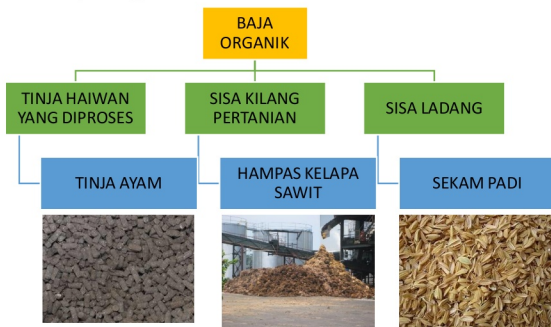 BAJA
ORGANIK
TINJA HAIWAN
YANG DIPROSES
SISA KILANG
PERTANIAN
SISA LADANG
TINJA AYAM
HAMPAS KELAPA
SAWIT
SEKAM PADI